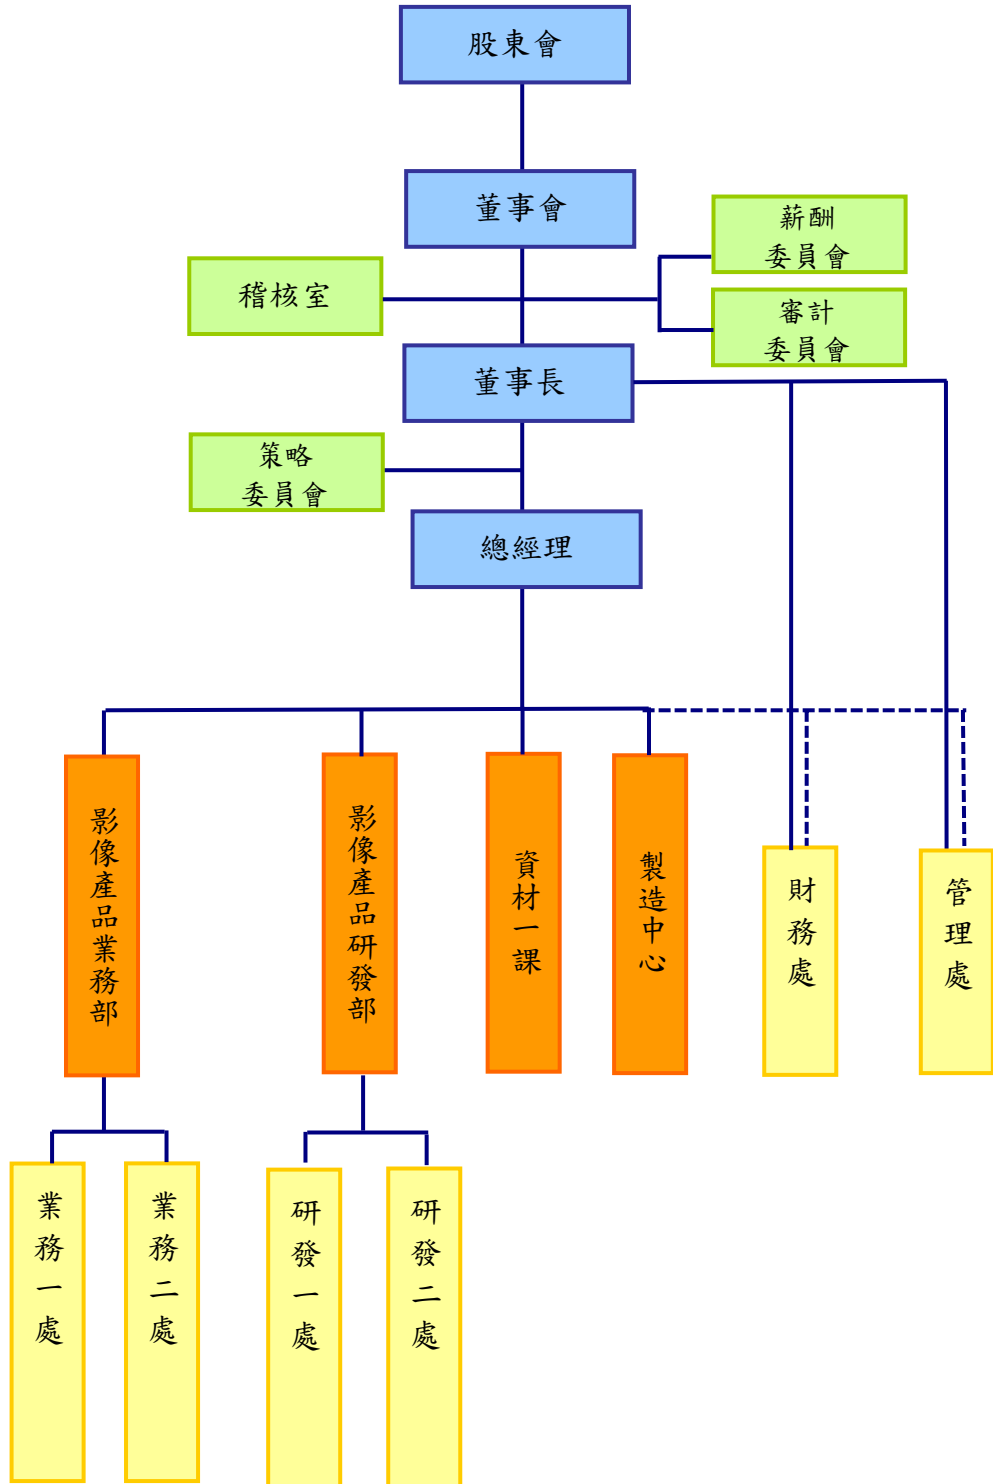 股東會
董事會
薪酬
委員會
稽核室
審計
委員會
董事長
策略
委員會
總經理
影像產品業務部
影像產品研發部
資材一課
製造中心
財務處
管理處
業務一處
業務二處
研發一處
研發二處